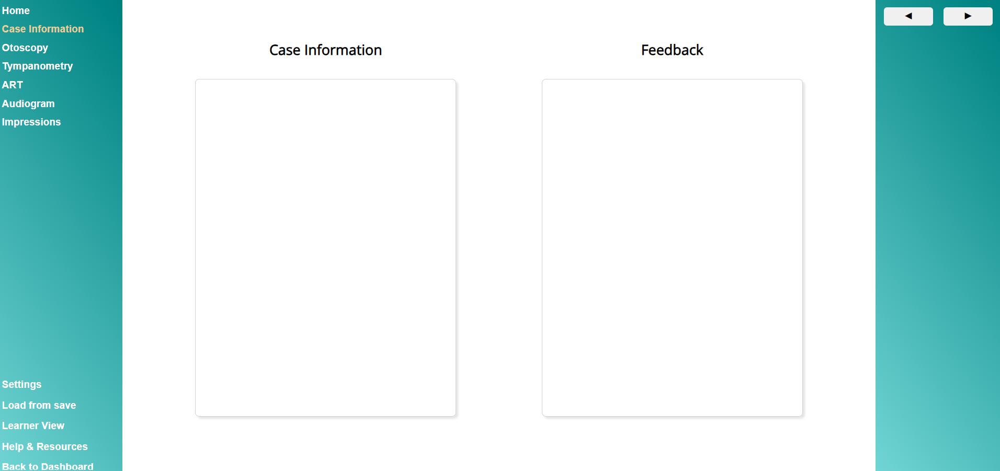 Home
Case Information
Otoscopy
Tympanometry
ART
Audiogram
Impressions
Settings
Load from save
Learner View
Help & Resources
Back to Dashboard
Case Information
Feedback
◄
►